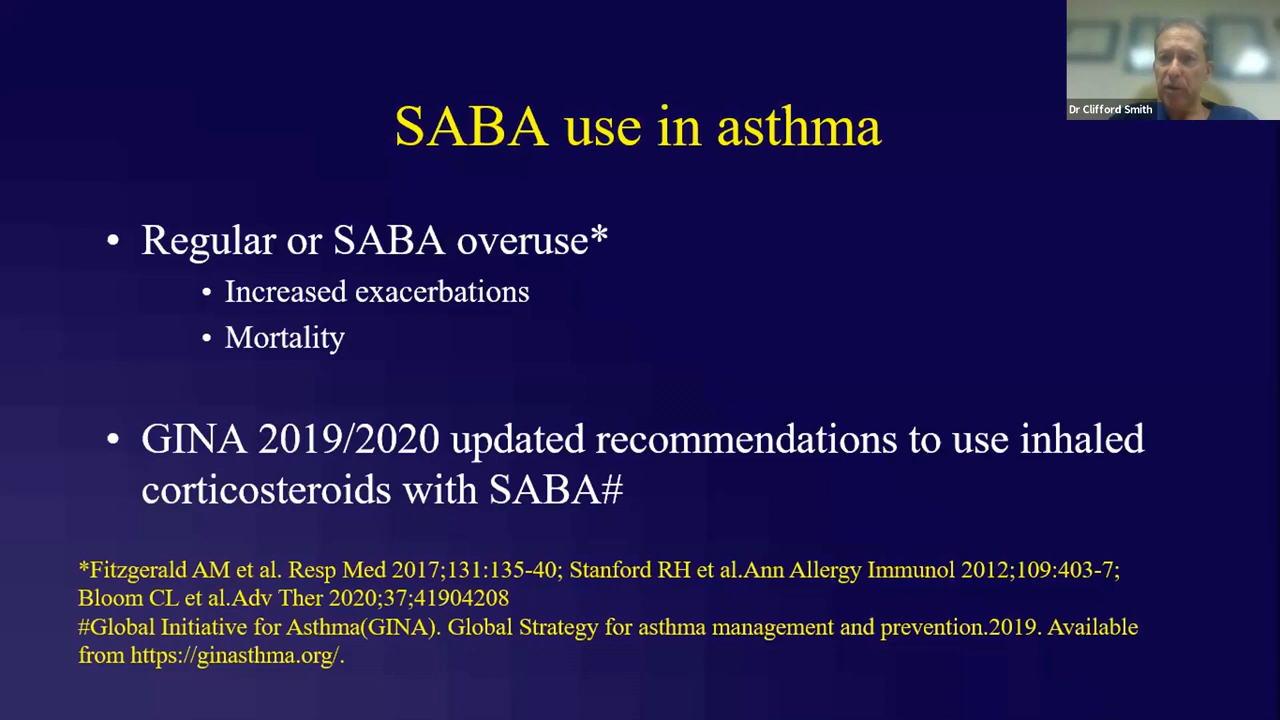 Dr Clifford Smith
SABA use in asthma
• Regular or SABA overuse*
• Increased exacerbations
• Mortality
• GINA 2019/2020 updated recommendations to use inhaled
corticosteroids with SABA#
*Fitzgerald AM et al. Resp Med 2017;131:135-40; Stanford RH et al.Ann Allergy Immunol 2012;109:403-7;
Bloom CL et al.Adv Ther 2020;37;41904208
#Global Initiative for Asthma(GINA). Global Strategy for asthma management and prevention.2019. Available
from https://ginasthma.org/.